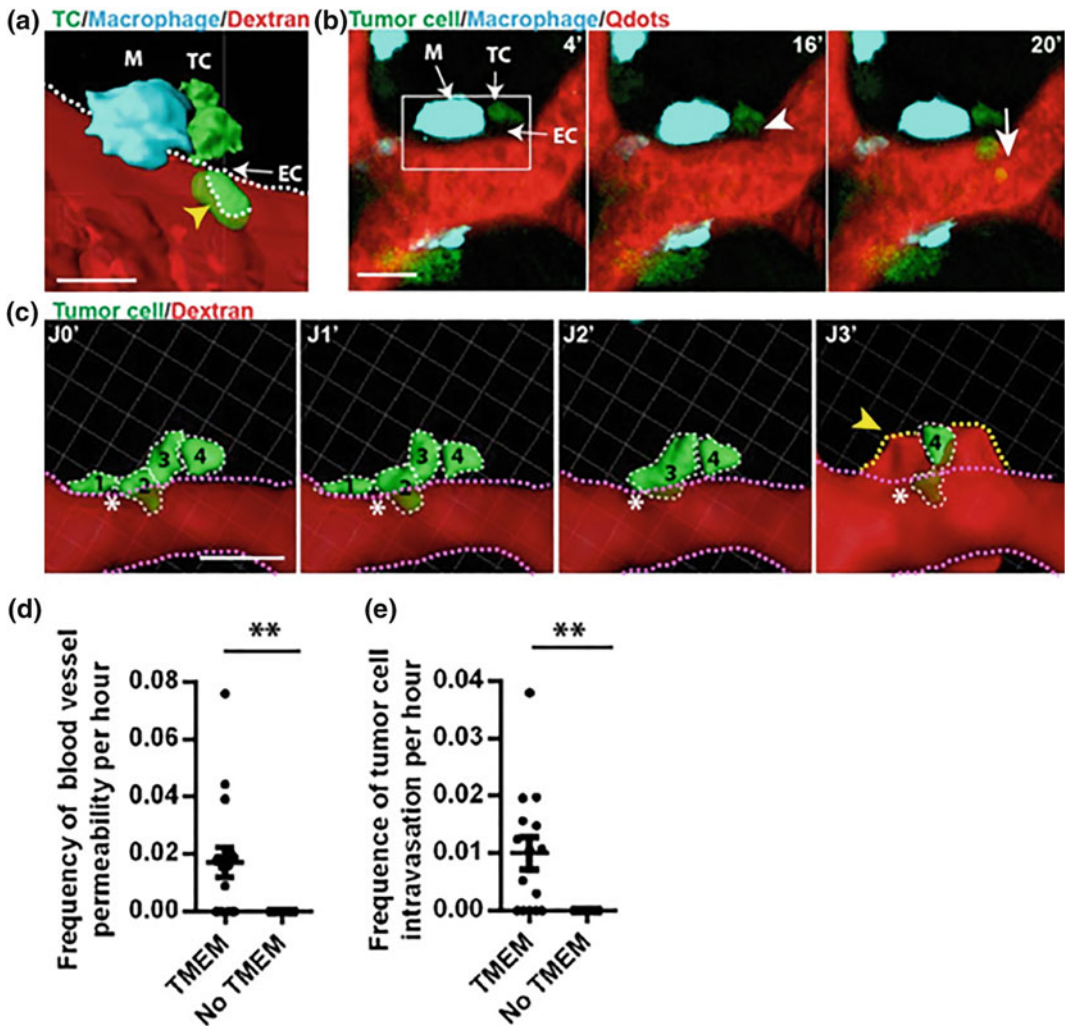 (a) TC/Macrophage/Dextran
M
TC
EC
(b) Tumor cell/Macrophage/Qdots
4'
M
TC
EC
16'
20'
(c) Tumor cell/Dextran
J0'
1
2
3
4
*
J1'
1
2
3
4
*
J2'
3
4
*
J3'
4
*
(d)
**
Frequency of blood vessel
permeability per hour
0.08
0.06
0.04
0.02
0.00
TMEM
No TMEM
(e)
**
Frequence of tumor cell
intravasation per hour
0.04
0.03
0.02
0.01
0.00
TMEM
No TMEM